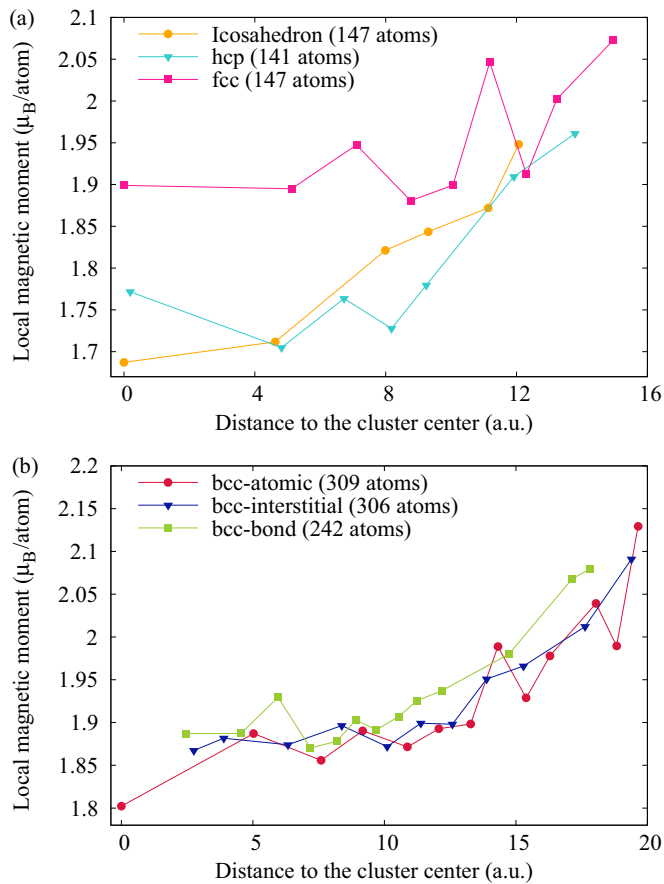 (a)
Icosahedron (147 atoms)
hcp (141 atoms)
fcc (147 atoms)
Local magnetic moment (μB/atom)
2.1
2.05
2
1.95
1.9
1.85
1.8
1.75
1.7
0
4
8
12
16
Distance to the cluster center (a.u.)
(b)
bcc-atomic (309 atoms)
bcc-interstitial (306 atoms)
bcc-bond (242 atoms)
Local magnetic moment (μB/atom)
2.2
2.15
2.1
2.05
2
1.95
1.9
1.85
1.8
0
5
10
15
20
Distance to the cluster center (a.u.)